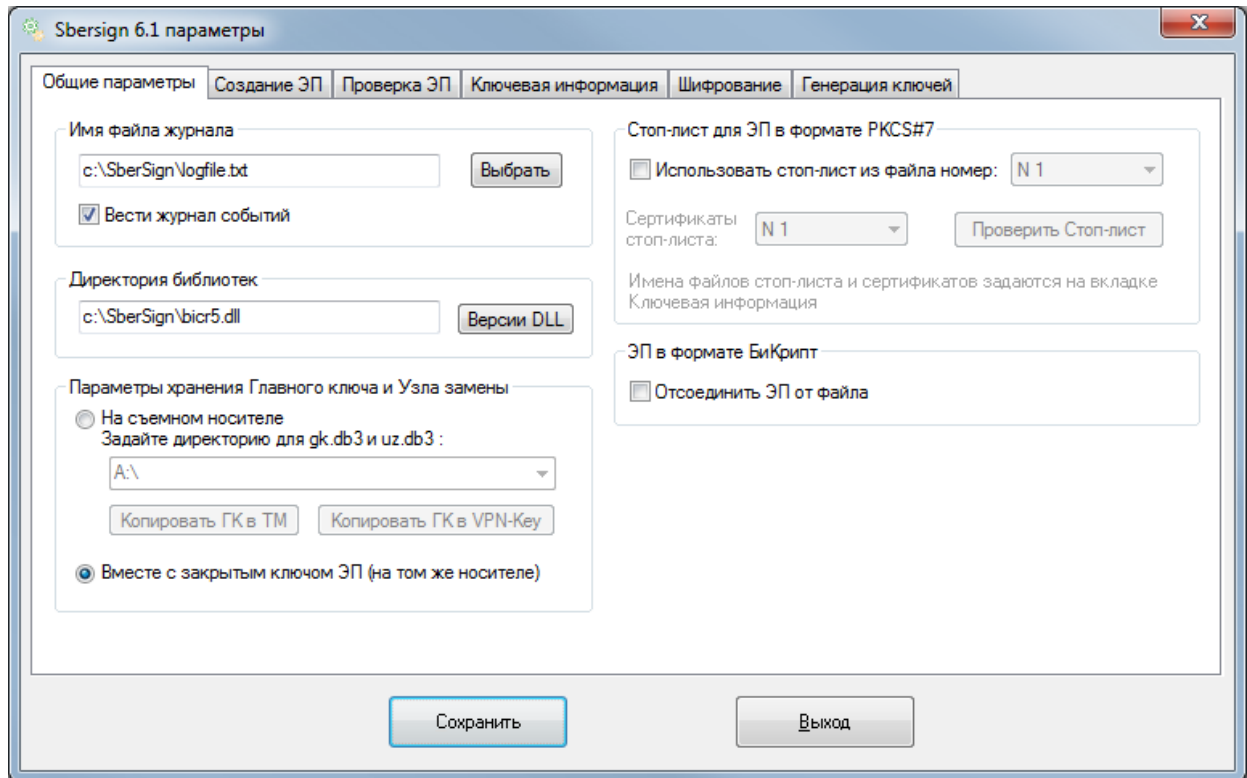 Sbersign 6.1 параметры
Общие параметры
Создание ЭП
Проверка ЭП
Ключевая информация
Шифрование
Генерация ключей
Имя файла журнала
c:\SberSign\logfile.txt
Выбрать
Вести журнал событий
Директория библиотек
c:\SberSign\bicr5.dll
Версии DLL
Параметры хранения Главного ключа и Узла замены
На съемном носителе
Задайте директорию для gk.db3 и uz.db3 :
A:\
Копировать ГК в ТМ
Копировать ГК в VPN-Key
Вместе с закрытым ключом ЭП (на том же носителе)
Стоп-лист для ЭП в формате PKCS#7
Использовать стоп-лист из файла номер:
N 1
Сертификаты
стоп-листа:
N 1
Проверить Стоп-лист
Имена файлов стоп-листа и сертификатов задаются на вкладке
Ключевая информация
ЭП в формате БиКрипт
Отсоединить ЭП от файла
Сохранить
Выход